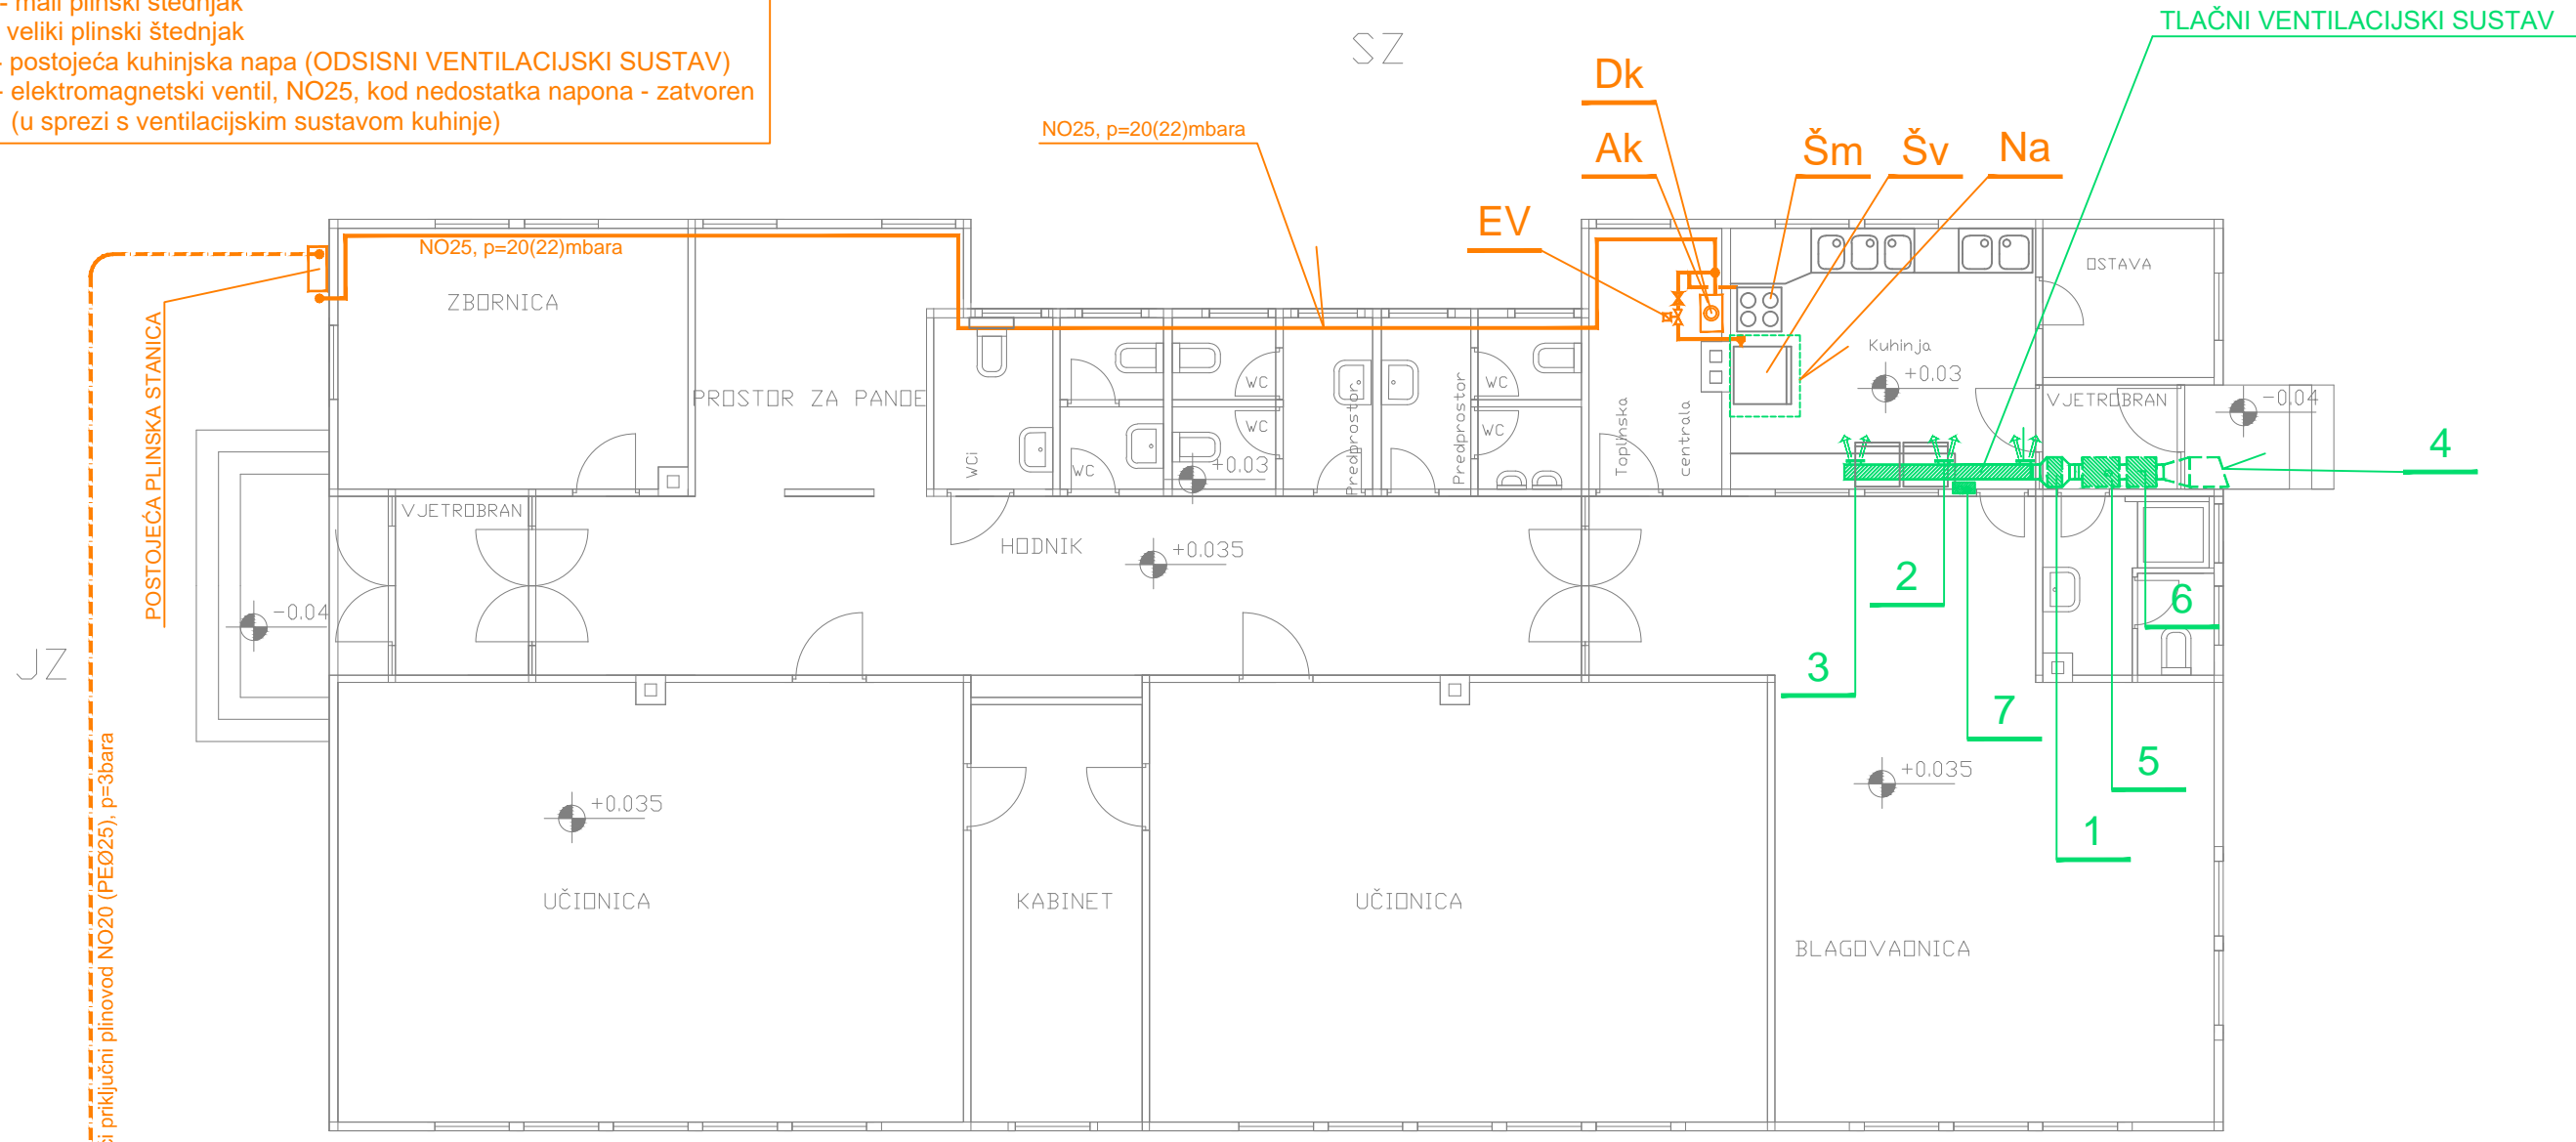 - mali plinski štednjak
veliki plinski štednjak
- postojeća kuhinjska napa (ODSISNI VENTILACIJSKI SUSTAV)
- elektromagnetski ventil, NO25, kod nedostatka napona - zatvoren
(u sprezi s ventilacijskim sustavom kuhinje)
SZ
TLAČNI VENTILACIJSKI SUSTAV
Dk
NO25, p=20(22)mbara
Ak
Šm
Šv
Na
EV
NO25, p=20(22)mbara
ZBORNICA
OSTAVA
POSTOJEĆA PLINSKA STANICA
Kuhinja
+0.03
PROSTOR ZA PANOE
WC
WC
Predprostor
Predprostor
VJETROBRAN
-0.04
WC
WC
Toplinska
centrala
4
WCi
WC
+0.03
VJETROBRAN
HODNIK
+0.035
2
6
-0.04
JZ
3
7
5
ci priključni plinovod NO20 (PEØ25), p=3bara
+0.035
+0.035
1
UČIONICA
KABINET
UČIONICA
BLAGOVAONICA